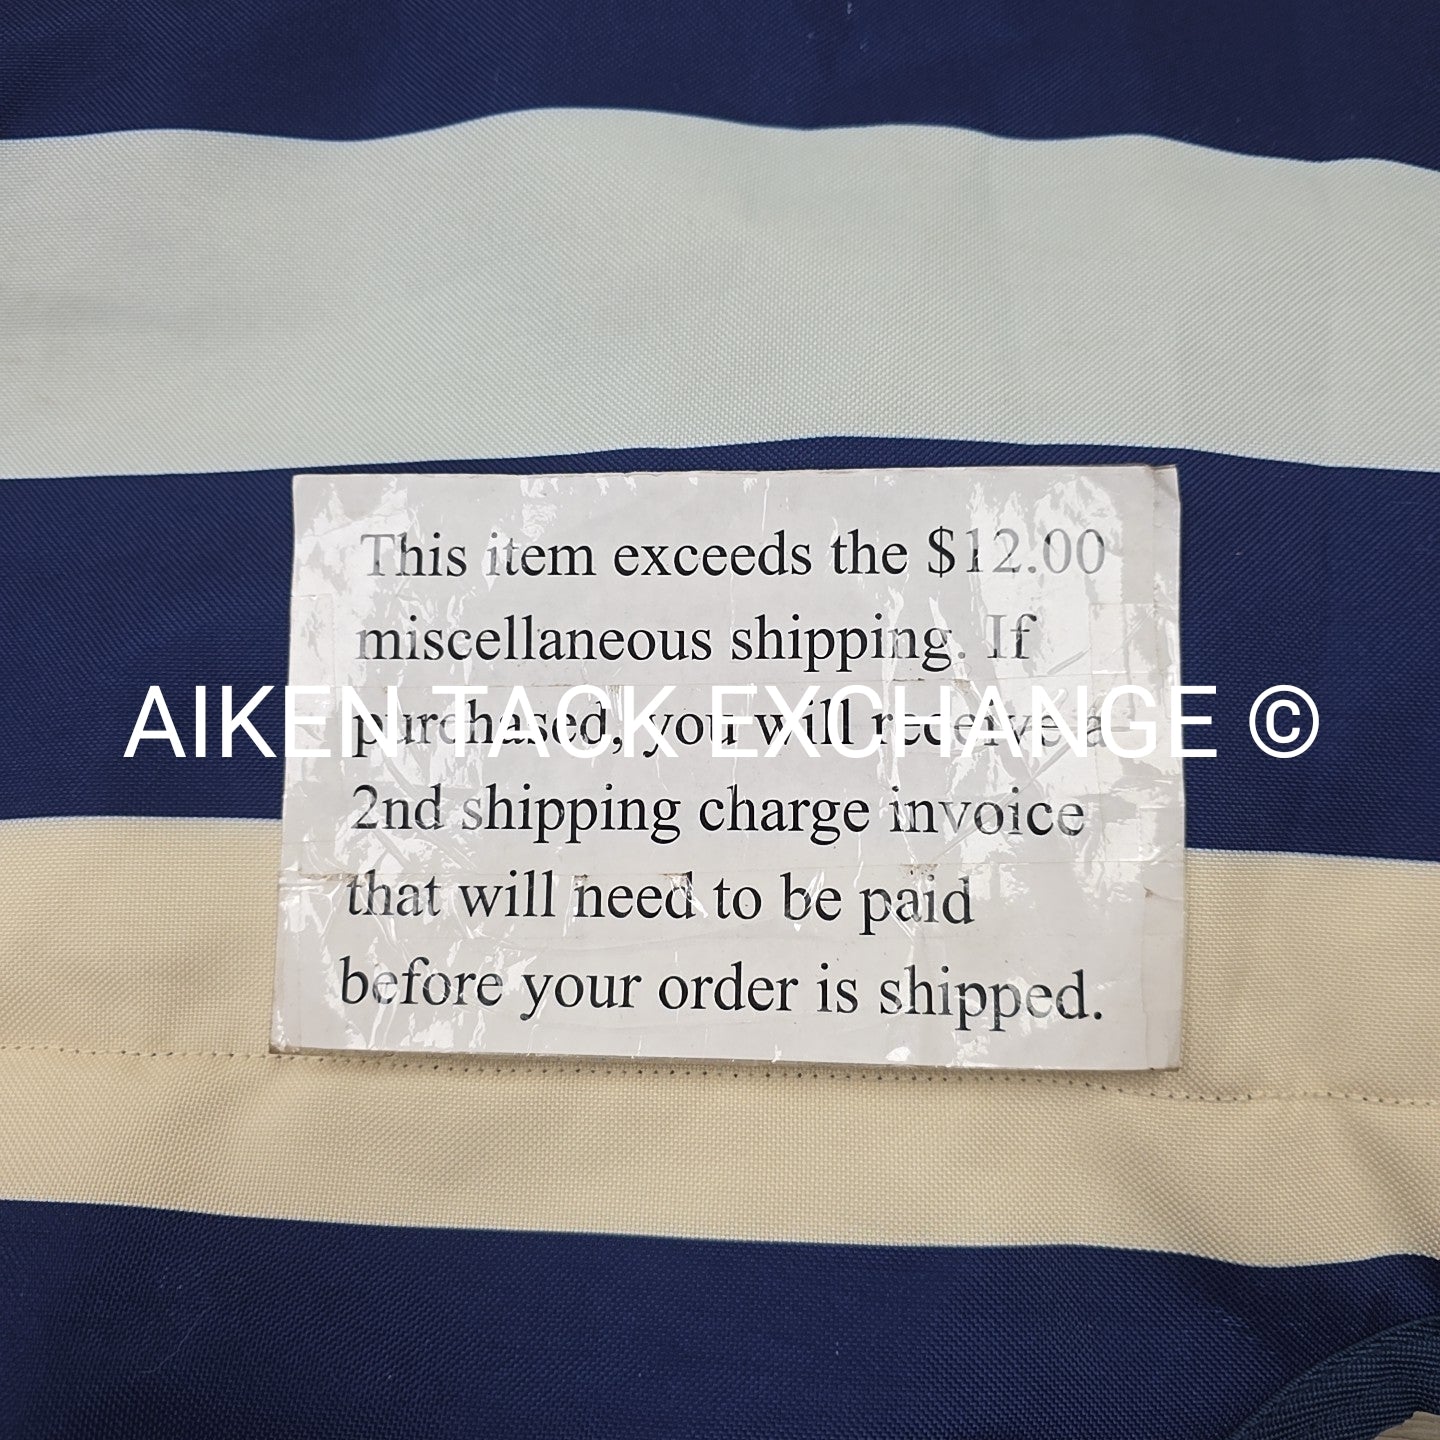 This item exceeds the $12.00
miscellaneous shipping. If
purchased, you will receive a
AIKEN TACK EXCHANGE ©
2nd shipping charge invoice
that will need to be paid
before your order is shipped.